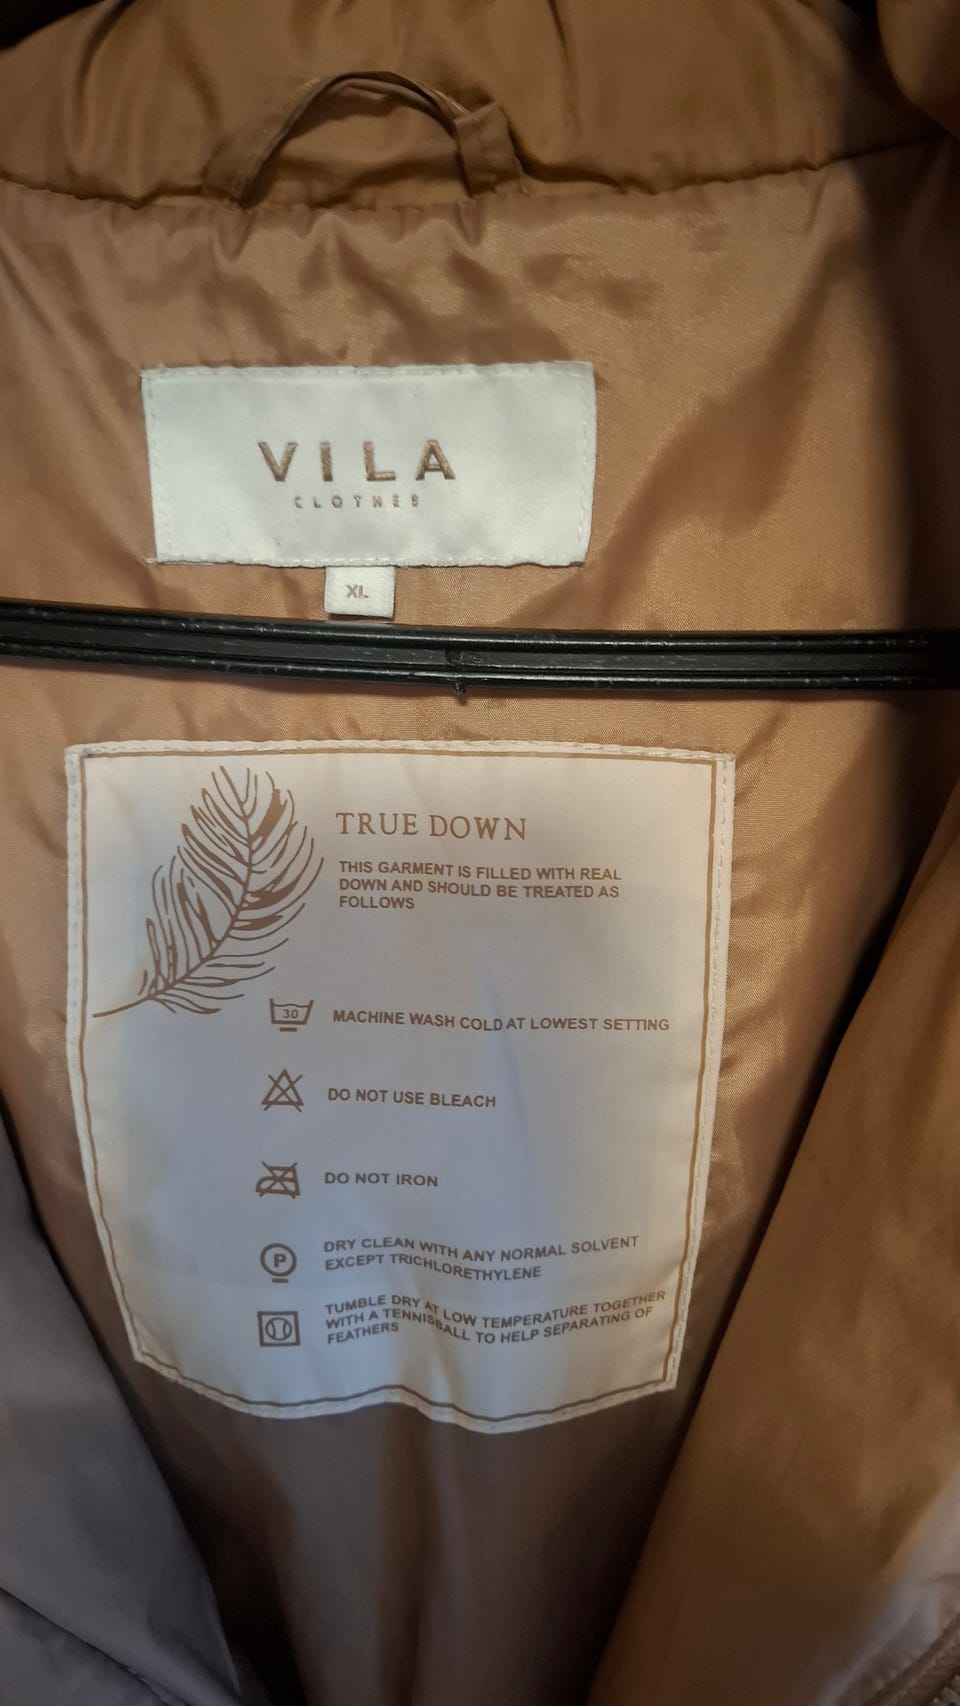 VILA
CLOTHES
XL
TRUE DOWN
THIS GARMENT IS FILLED WITH REAL
DOWN AND SHOULD BE TREATED AS
FOLLOWS
30
MACHINE WASH COLD AT LOWEST SETTING
DO NOT USE BLEACH
DO NOT IRON
P
DRY CLEAN WITH ANY NORMAL SOLVENT
EXCEPT TRICHLORETHYLENE
TUMBLE DRY AT LOW TEMPERATURE TOGETHER
WITH A TENNISBALL TO HELP SEPARATING OF
FEATHERS